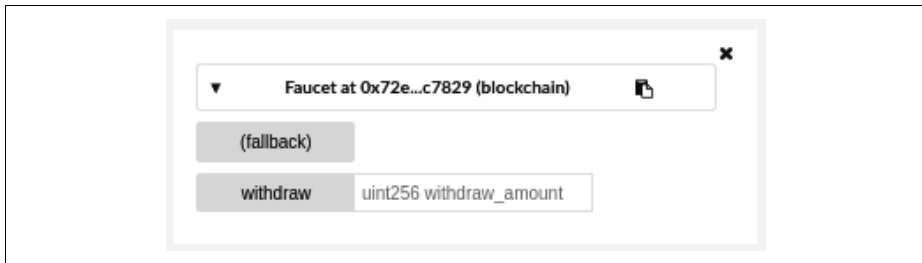 Faucet at 0x72e...c7829 (blockchain)
(fallback)
withdraw uint256 withdraw_amount